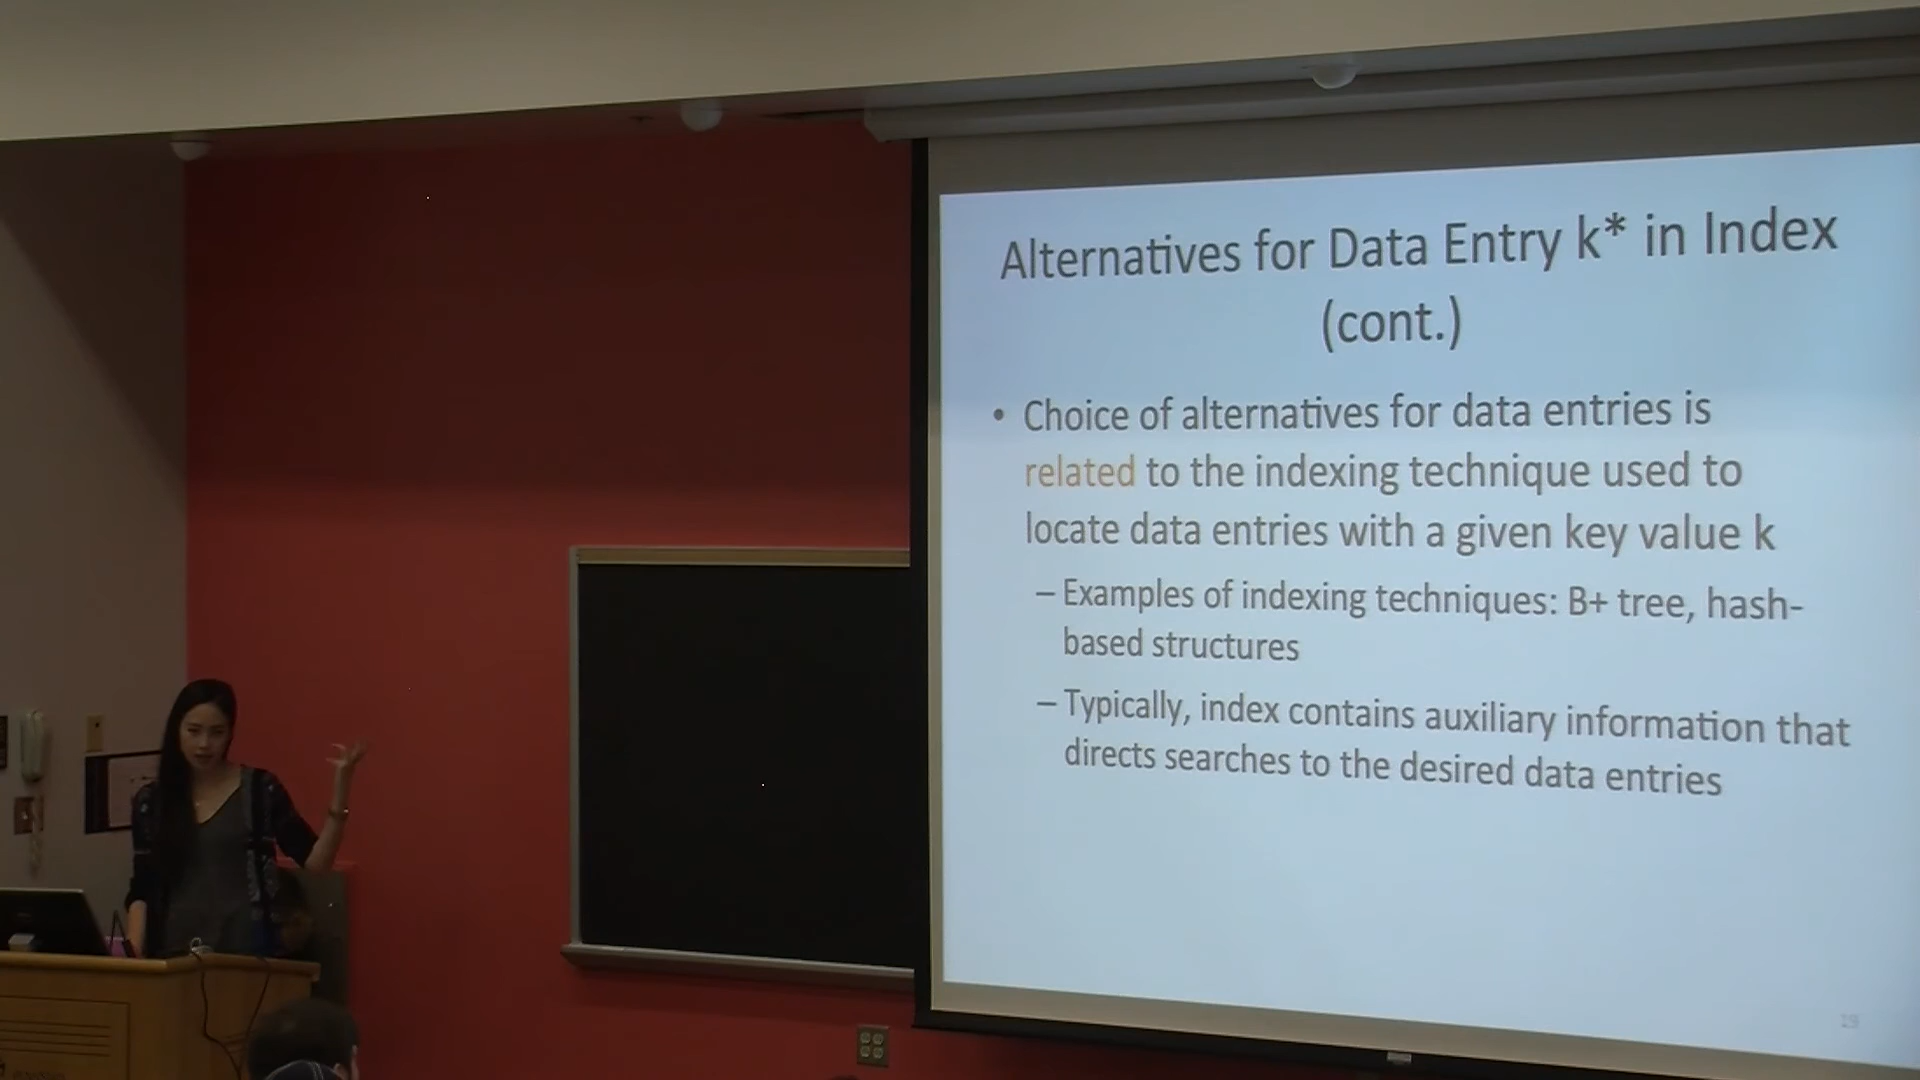 Alternatives for Data Entry k* in Index
(cont.)
• Choice of alternatives for data entries is
related to the indexing technique used to
locate data entries with a given key value k
– Examples of indexing techniques: B+ tree, hash-
based structures
– Typically, index contains auxiliary information that
directs searches to the desired data entries